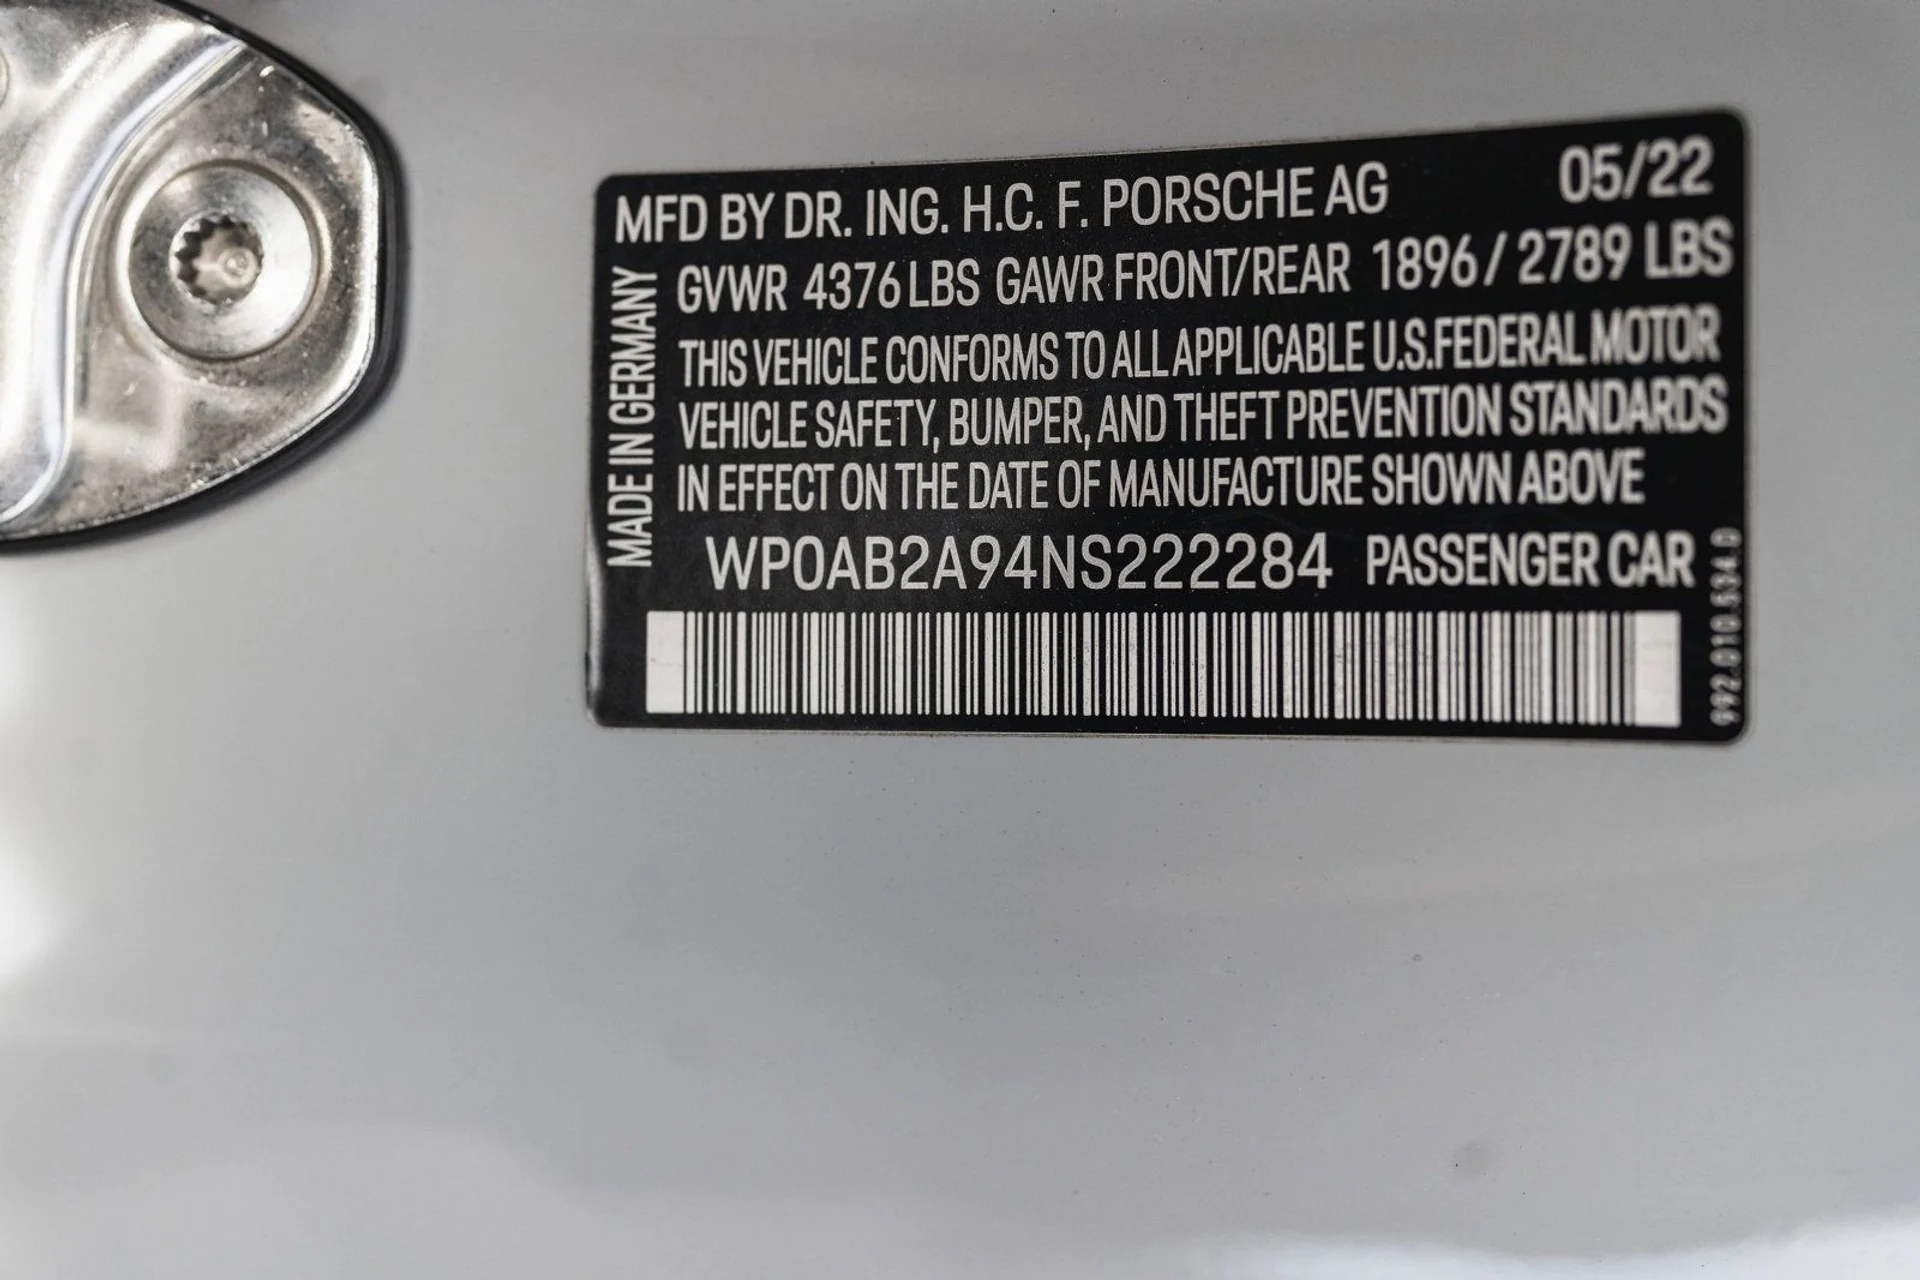 MFD BY DR. ING. H.C. F. PORSCHE AG 05/22
GVWR 4376 LBS GAWR FRONT/REAR 1896 / 2789 LBS
THIS VEHICLE CONFORMS TO ALL APPLICABLE U.S.FEDERAL MOTOR
VEHICLE SAFETY, BUMPER, AND THEFT PREVENTION STANDARDS
IN EFFECT ON THE DATE OF MANUFACTURE SHOWN ABOVE
WP0AB2A94NS222284 PASSENGER CAR
MADE IN GERMANY
992.010.534.0